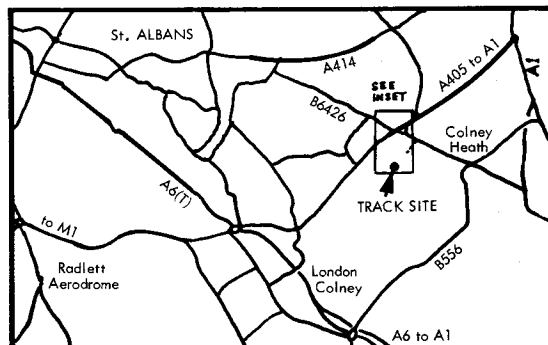 St. ALBANS
A414
A405 to A1
A1
SEE
INSET
B6426
Colney
Heath
A6(T)
TRACK SITE
to M1
B556
Radlett
Aerodrome
London
Colney
A6 to A1